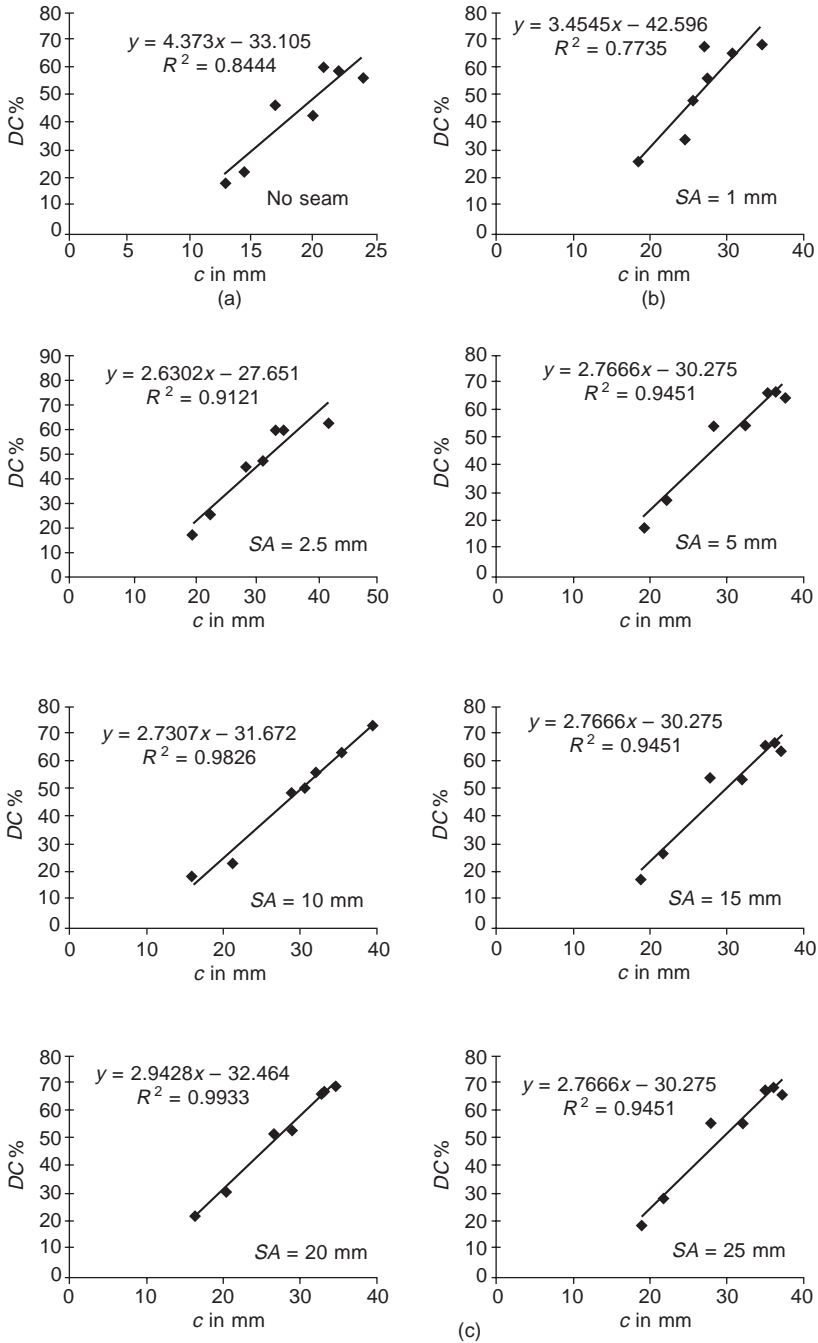 y = 4.373x – 33.105
R² = 0.8444
DC%
80
70
60
50
40
30
20
10
0
No seam
0 5 10 15 20 25
c in mm
(a)
y = 3.4545x – 42.596
R² = 0.7735
DC%
80
70
60
50
40
30
20
10
0
SA = 1 mm
0 10 20 30 40
c in mm
(b)
y = 2.6302x – 27.651
R² = 0.9121
DC%
90
80
70
60
50
40
30
20
10
0
SA = 2.5 mm
0 10 20 30 40 50
c in mm
y = 2.7666x – 30.275
R² = 0.9451
DC%
80
70
60
50
40
30
20
10
0
SA = 5 mm
0 10 20 30 40
c in mm
y = 2.7307x – 31.672
R² = 0.9826
DC%
80
70
60
50
40
30
20
10
0
SA = 10 mm
0 10 20 30 40
c in mm
y = 2.7666x – 30.275
R² = 0.9451
DC%
80
70
60
50
40
30
20
10
0
SA = 15 mm
0 10 20 30 40
c in mm
y = 2.9428x – 32.464
R² = 0.9933
DC%
80
70
60
50
40
30
20
10
0
SA = 20 mm
0 10 20 30 40
c in mm
y = 2.7666x – 30.275
R² = 0.9451
DC%
80
70
60
50
40
30
20
10
0
SA = 25 mm
0 10 20 30 40
c in mm
(c)